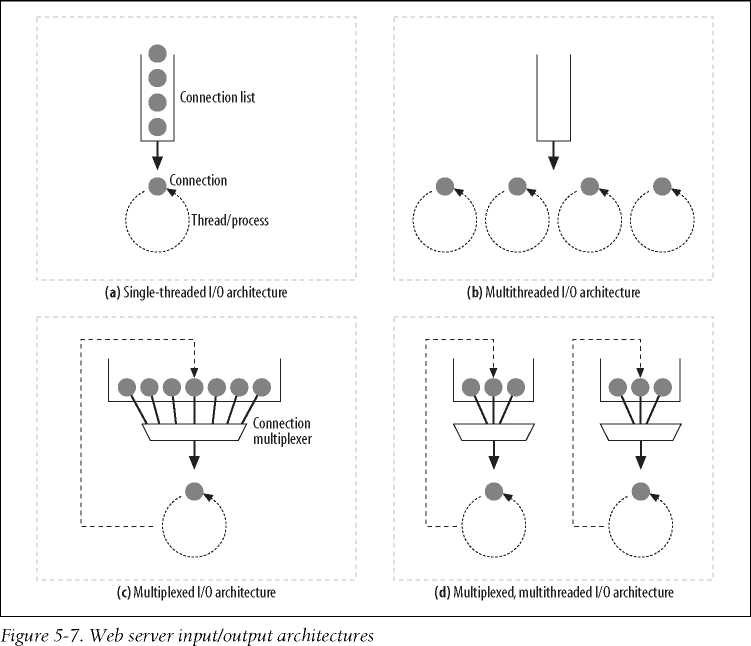 Connection list
Connection
Thread/process
(a) Single-threaded I/O architecture
(b) Multithreaded I/O architecture
Connection
multiplexer
(c) Multiplexed I/O architecture
(d) Multiplexed, multithreaded I/O architecture
Figure 5-7. Web server input/output architectures